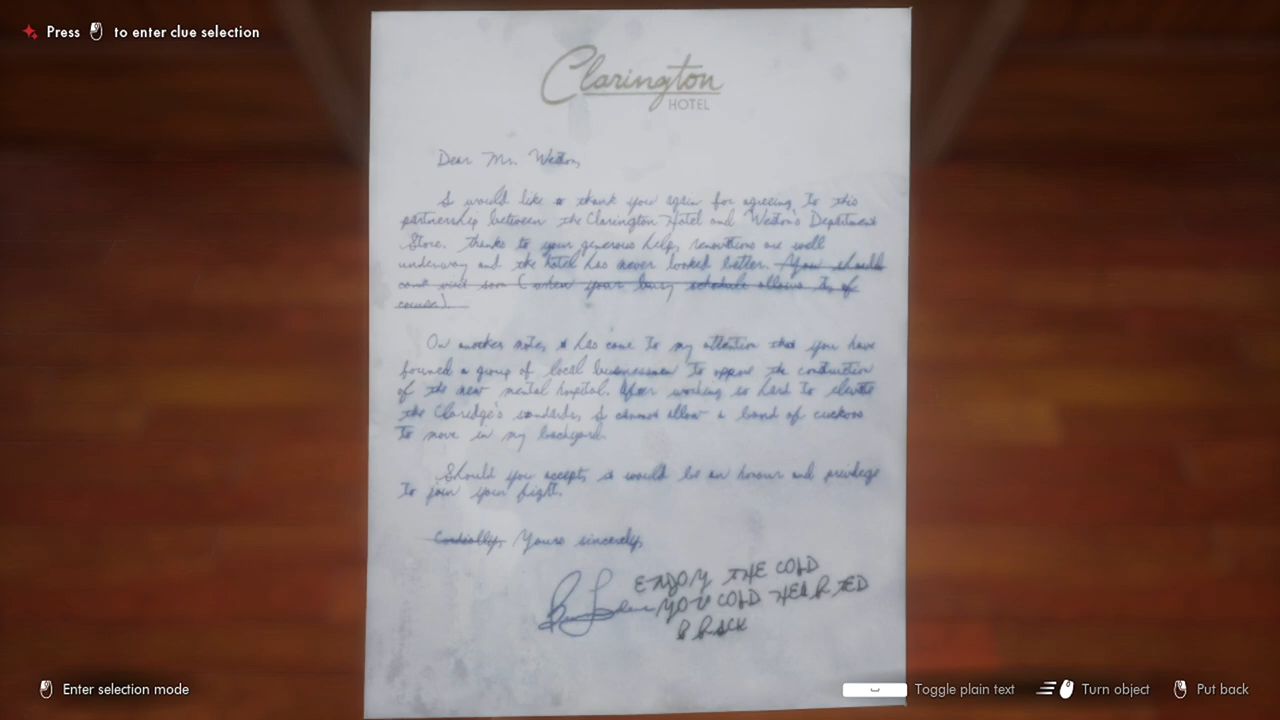 Press to enter clue selection
Clarington
HOTEL
Dear Mr. Weston,
I would like to thank you again for agreeing to this
partnership between the Clarington Hotel and Weston's Department
Store. Thanks to your generous help, renovations are well
underway and the hotel has never looked better. You should
come visit soon (when your busy schedule allows it, of
course).
On another note, it has come to my attention that you have
formed a group of local businessmen to oppose the construction
of the new mental hospital. After working so hard to elevate
the Claridge's standards, I cannot allow a band of cuckoos
to move in my backyard.
Should you accept, it would be an honour and privilege
to join your fight.
Cordially, Yours sincerely,
ENJOY THE COLD
YOU COLD HEARTED
Enter selection mode
Toggle plain text
Turn object
Put back